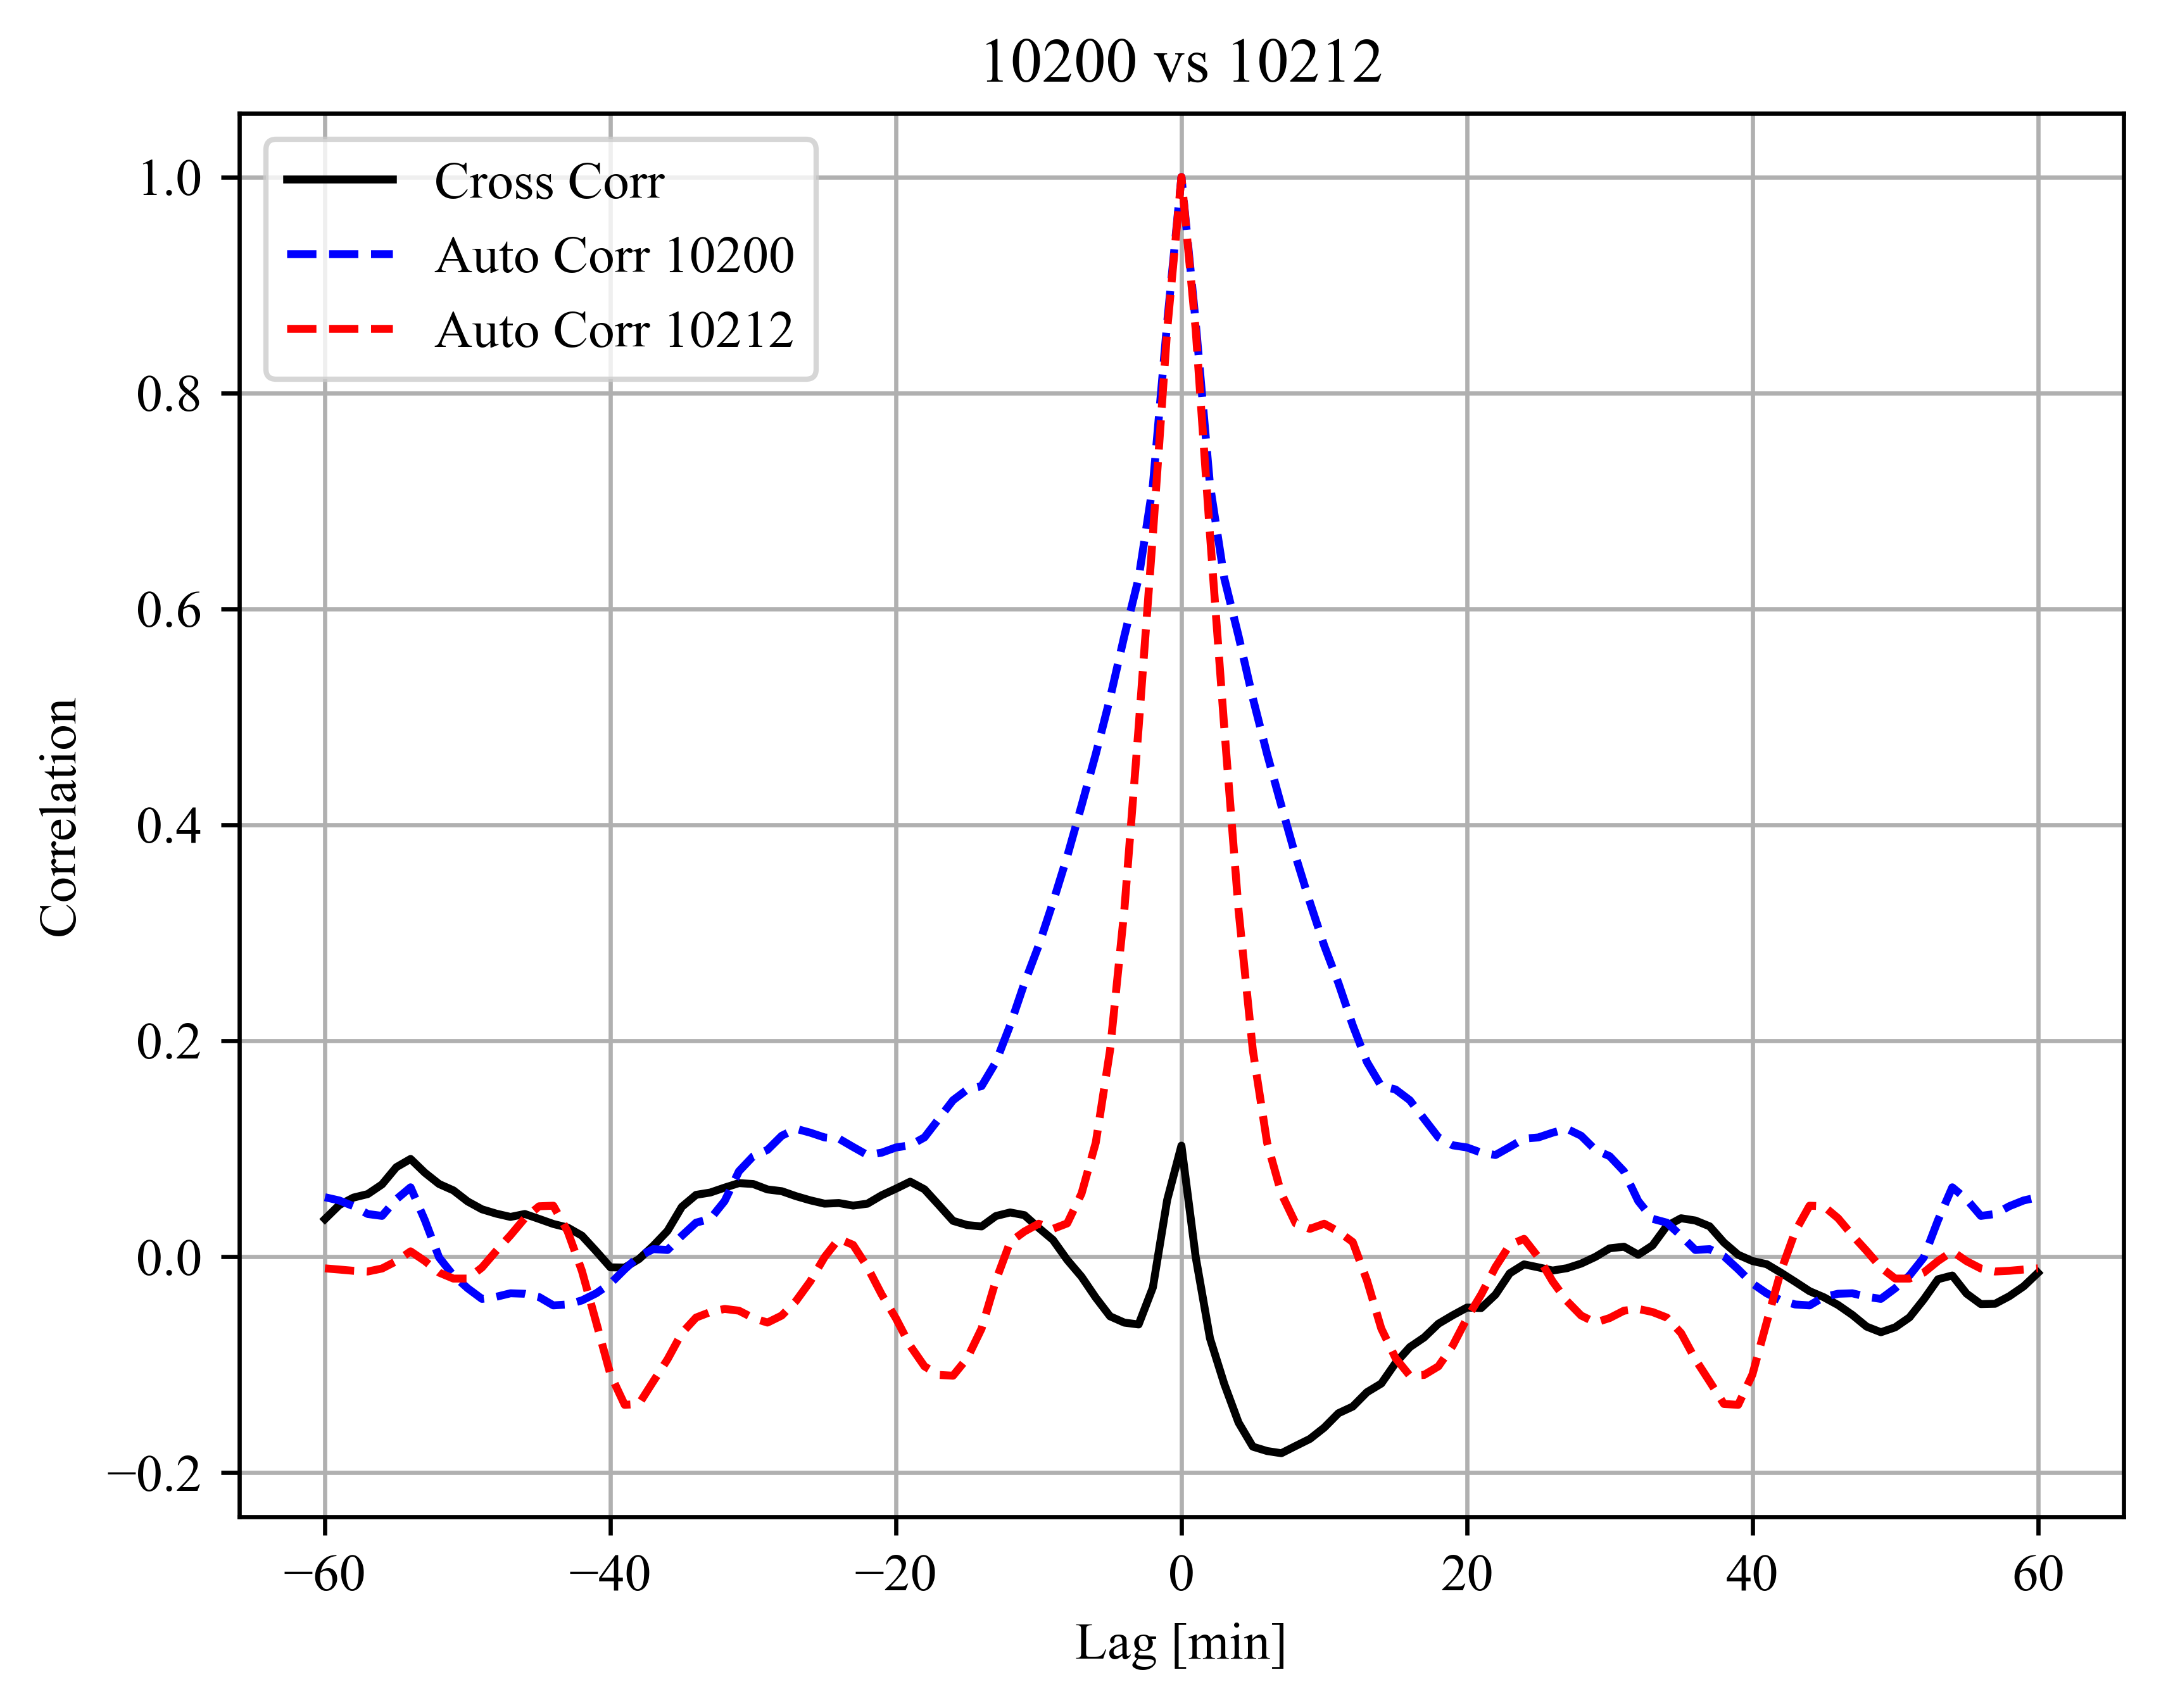 10200 vs 10212
Cross Corr
Auto Corr 10200
Auto Corr 10212
1.0
0.8
0.6
0.4
0.2
0.0
−0.2
Correlation
−60 −40 −20 0 20 40 60
Lag [min]